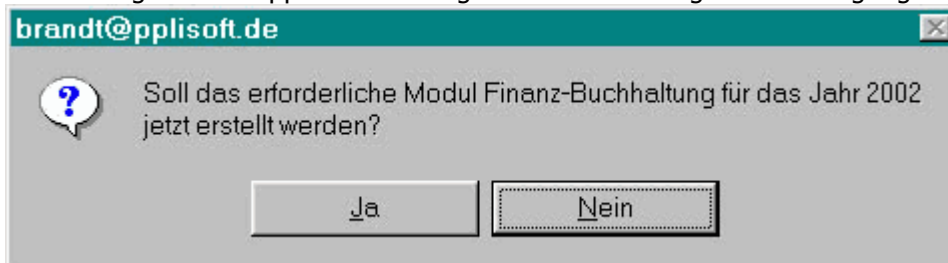 brandt@pplisoft.de
Soll das erforderliche Modul Finanz-Buchhaltung für das Jahr 2002
jetzt erstellt werden?
Ja
Nein